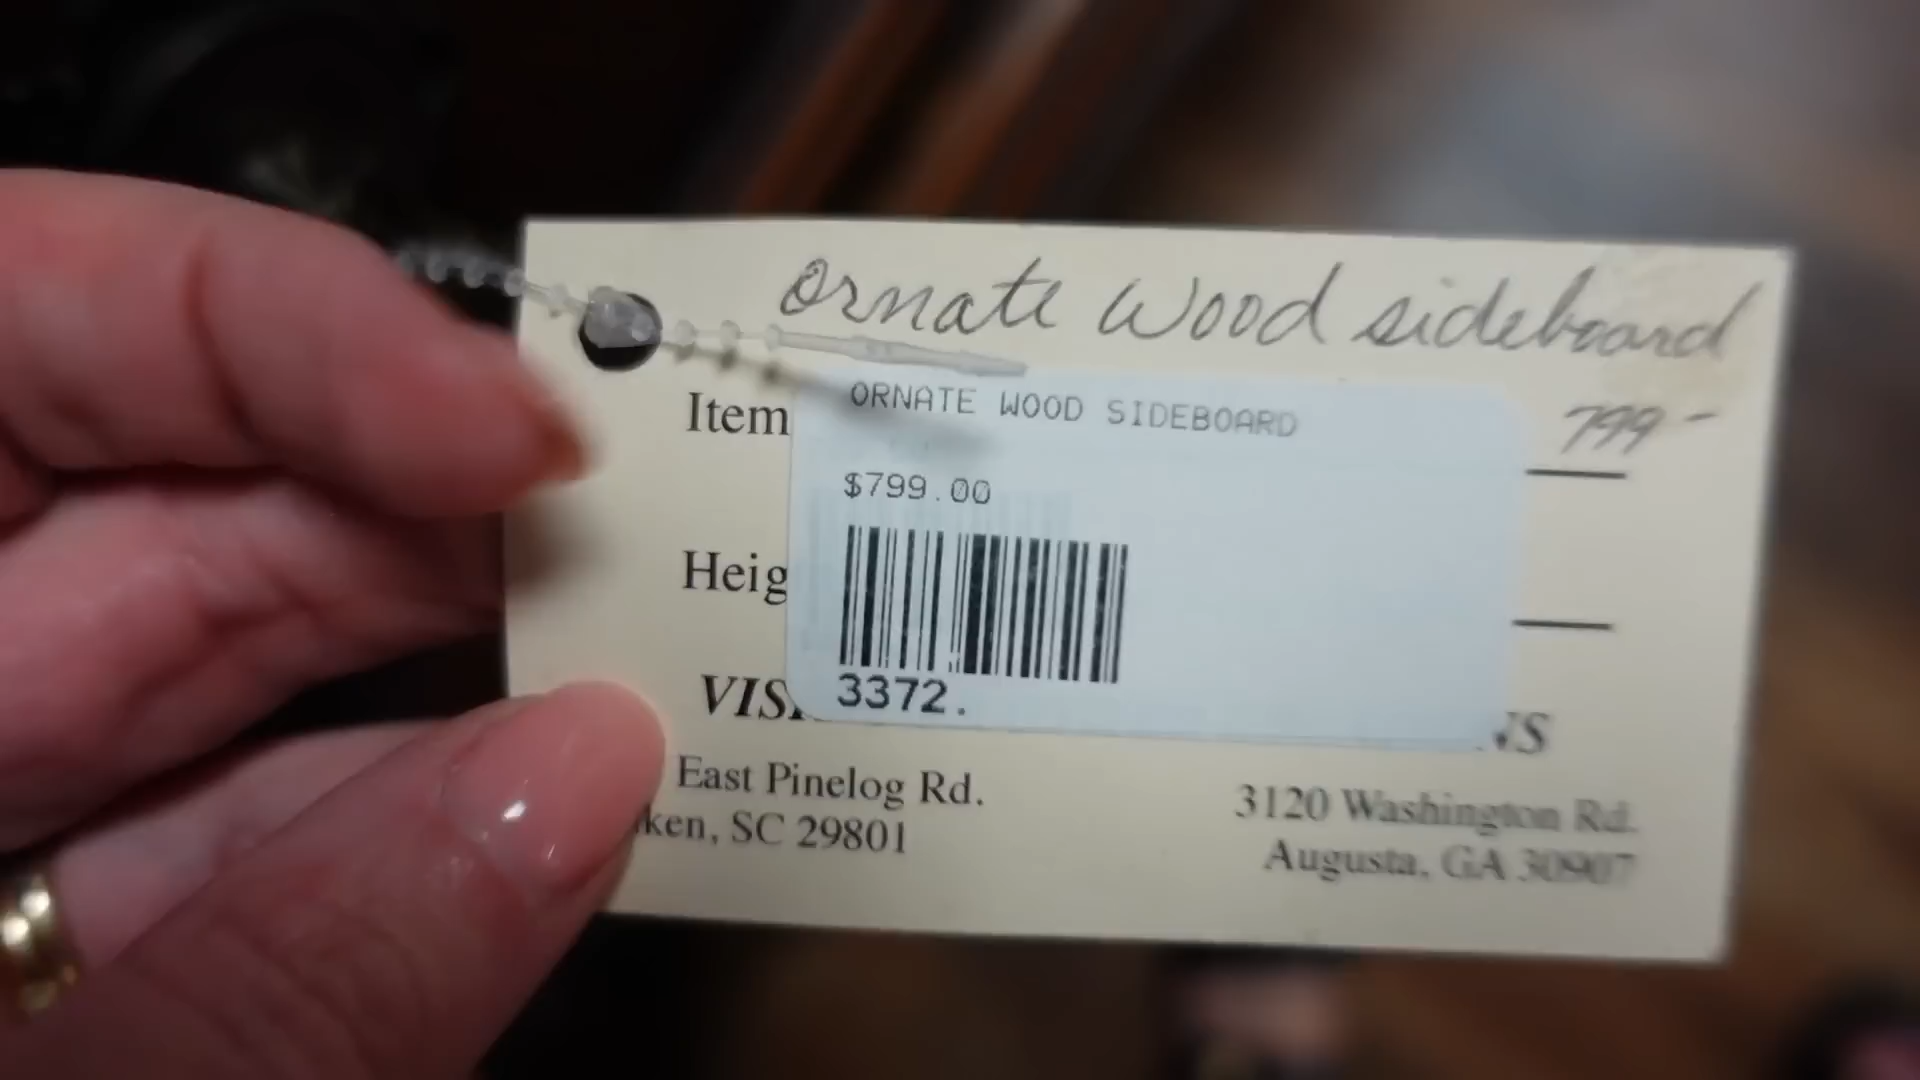 Ornate Wood sideboard
Item
ORNATE WOOD SIDEBOARD
799-
$799.00
Heig
3372.
VIS
NS
East Pinelog Rd.
ken, SC 29801
3120 Washington Rd.
Augusta, GA 30907